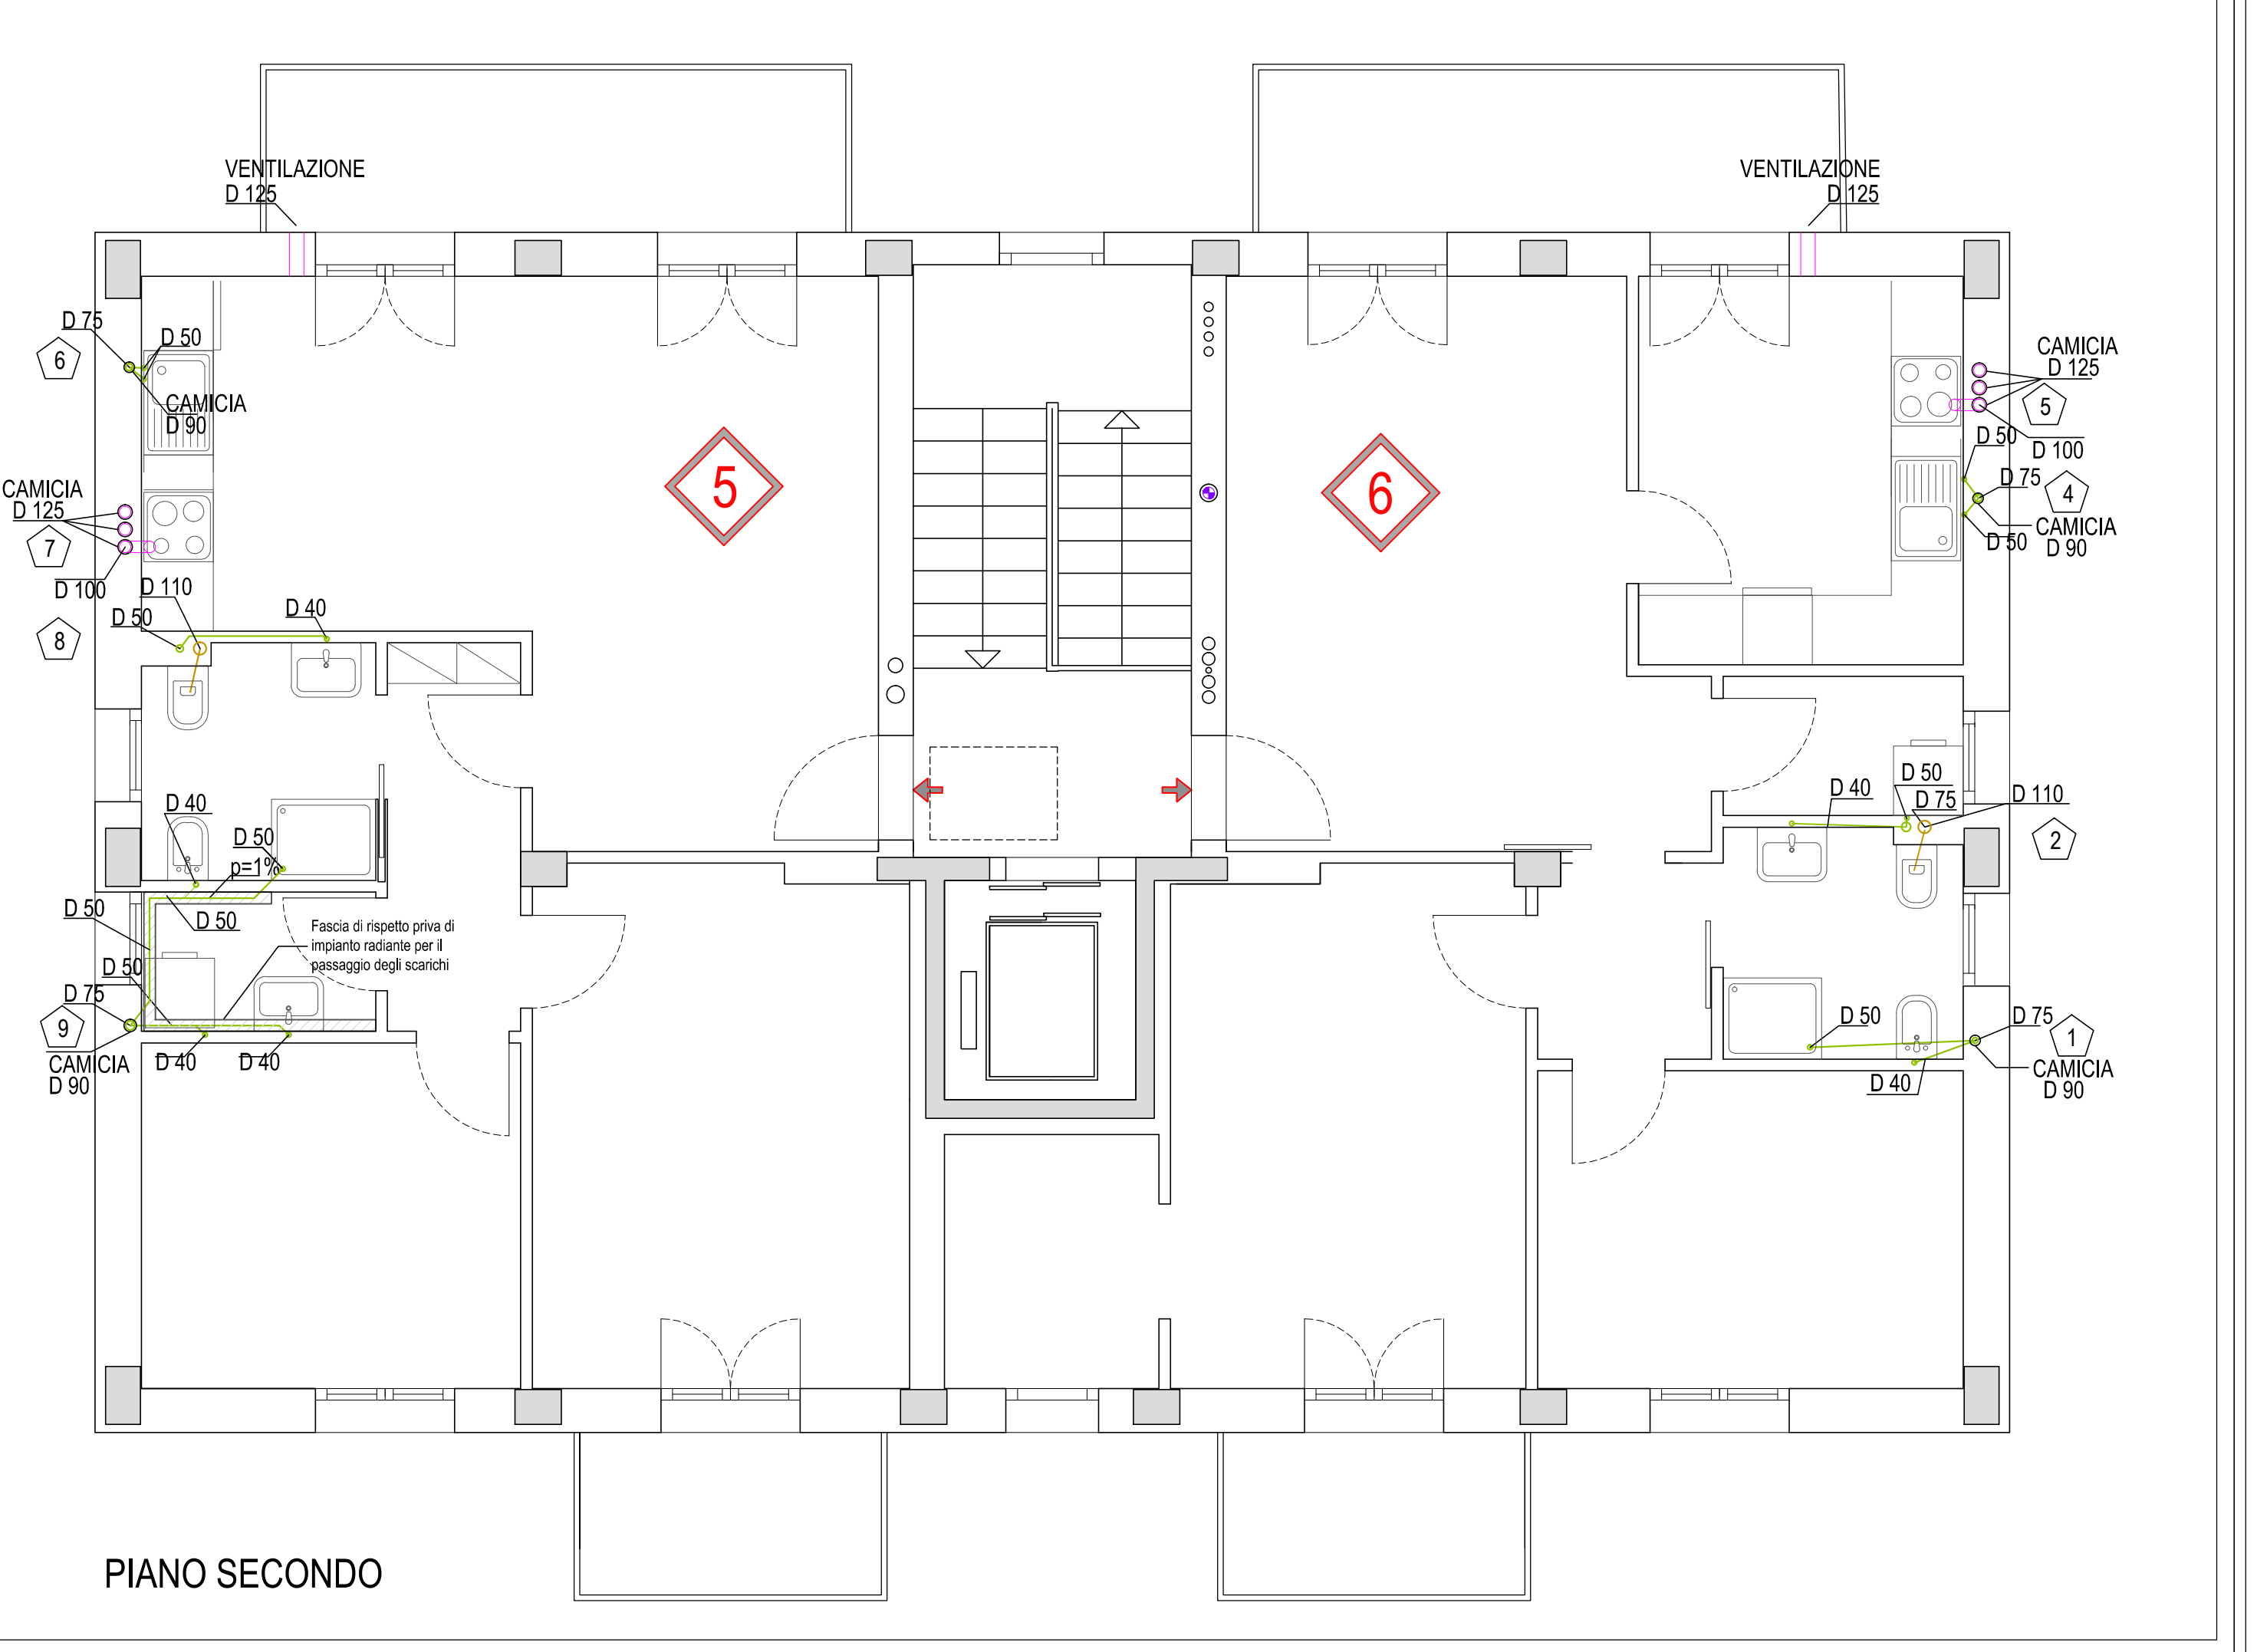 VENTILAZIONE
D 125
VENTILAZIONE
D 125
D 75
D 50
6
CAMICIA
D 90
5
6
CAMICIA
D 125
5
D 50
D 100
D 75
4
CAMICIA
D 50
D 90
CAMICIA
D 125
7
D 100
D 110
D 50
D 40
8
D 40
D 50
p=1%
D 50
D 50
Fascia di rispetto priva di
impianto radiante per il
passaggio degli scarichi
D 50
D 75
9
CAMICIA
D 90
D 40
D 40
D 50
D 40
D 75
D 110
2
D 50
D 75
1
CAMICIA
D 40
D 90
PIANO SECONDO